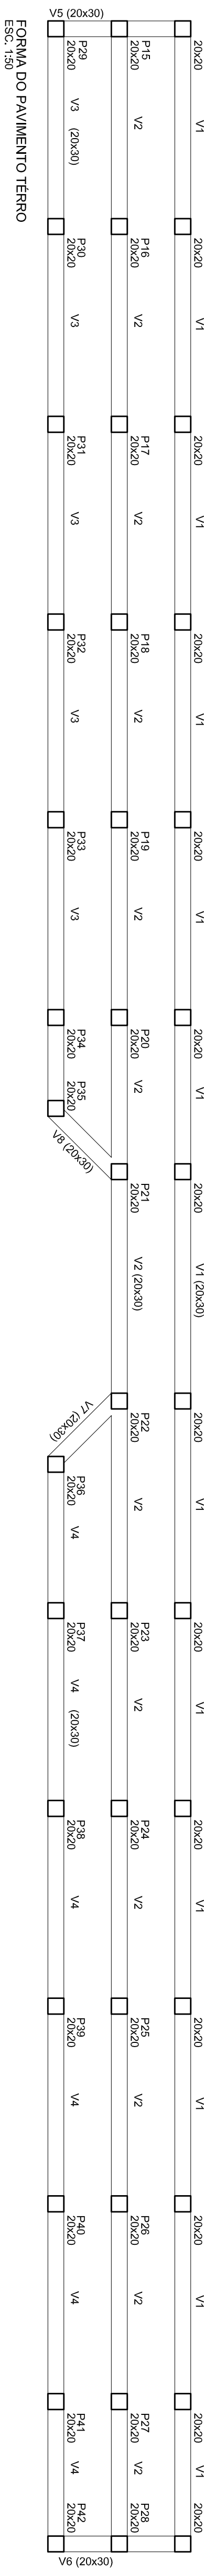 20x20 V1 20x20 V1 20x20 V1 20x20 V1 20x20 V1 20x20 V1 20x20 V1 (20x30) 20x20 V1 20x20 V1 20x20 V1 20x20 V1 20x20 V1 20x20 V1 20x20
P15 V2 P16 V2 P17 V2 P18 V2 P19 V2 P20 V2 P21 V2 (20x30) P22 V2 P23 V2 P24 V2 P25 V2 P26 V2 P27 V2 P28
20x20 20x20 20x20 20x20 20x20 20x20 20x20 20x20 20x20 20x20 20x20 20x20 20x20 20x20
V8 (20x30)
V7 (20x30)
P29 V3 (20x30) P30 V3 P31 V3 P32 V3 P33 V3 P34 P35 P36 V4 P37 V4 (20x30) P38 V4 P39 V4 P40 V4 P41 V4 P42
20x20 20x20 20x20 20x20 20x20 20x20 20x20 20x20 20x20 20x20 20x20 20x20 20x20 20x20
V5 (20x30)
V6 (20x30)
FORMA DO PAVIMENTO TÉRRO
ESC. 1:50